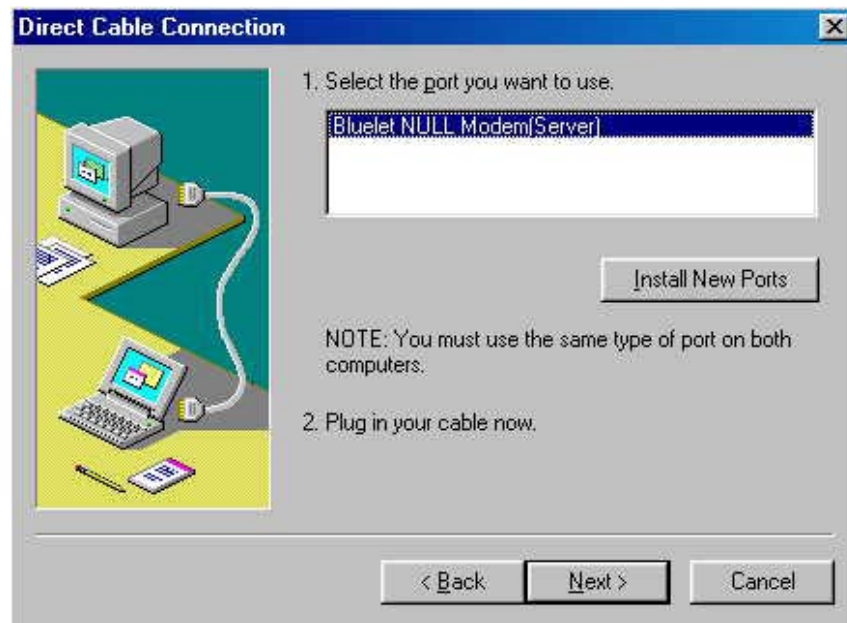 Direct Cable Connection
1. Select the port you want to use.
Bluelet NULL Modem(Server)
Install New Ports
NOTE: You must use the same type of port on both
computers.
2. Plug in your cable now.
< Back
Next >
Cancel